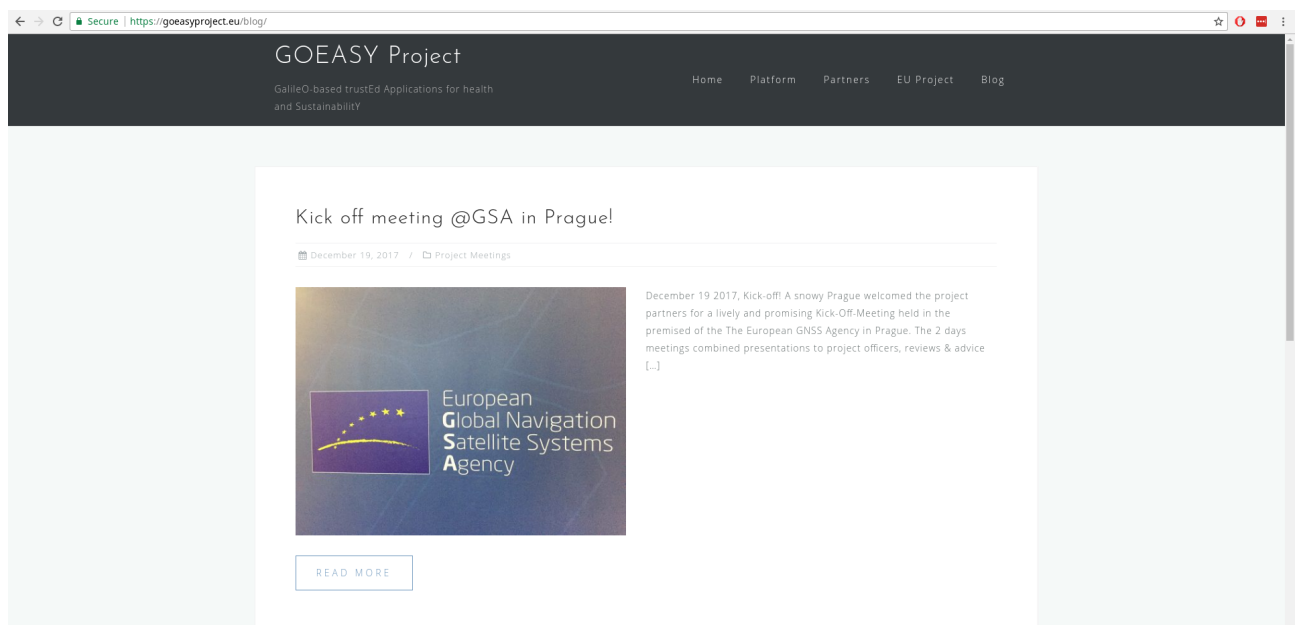 Secure | https://goeasyproject.eu/blog/
GOEASY Project
GalileO-based trustEd Applications for health
and SustainabilitY
Home Platform Partners EU Project Blog
Kick off meeting @GSA in Prague!
December 19, 2017 / Project Meetings
European
Global Navigation
Satellite Systems
Agency
December 19 2017, Kick-off! A snowy Prague welcomed the project
partners for a lively and promising Kick-Off-Meeting held in the
premised of the The European GNSS Agency in Prague. The 2 days
meetings combined presentations to project officers, reviews & advice
[…]
READ MORE